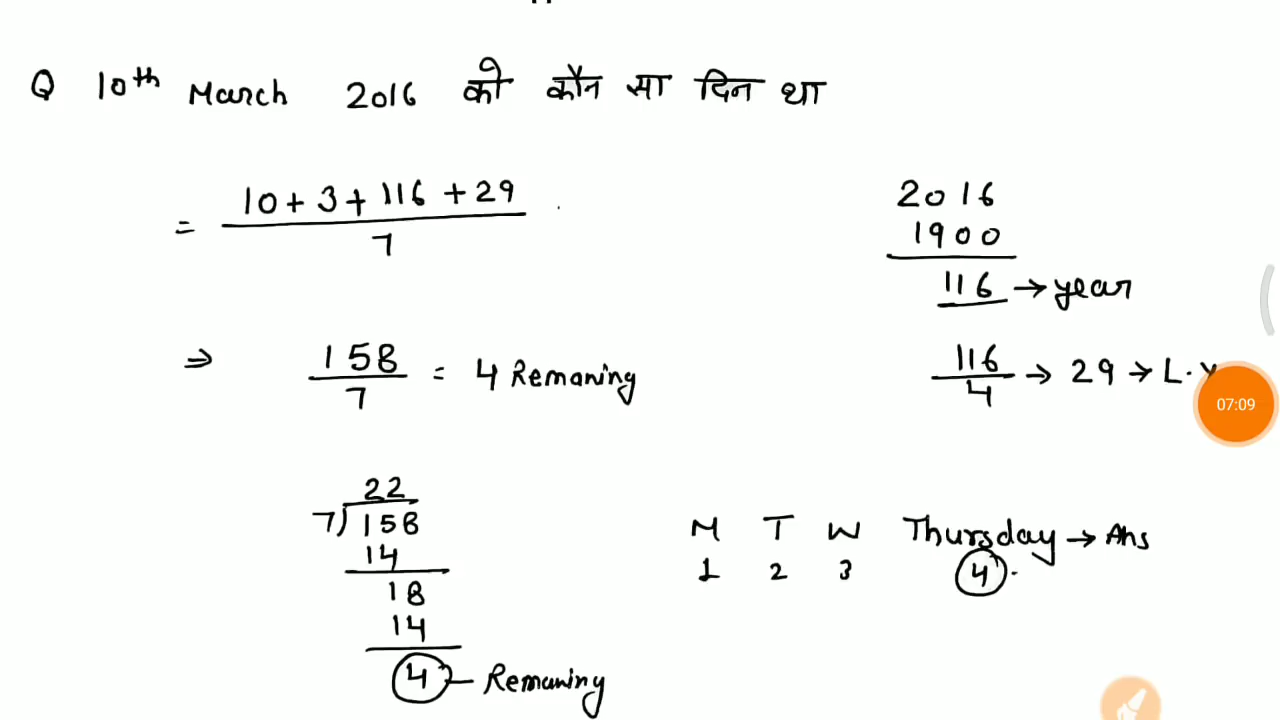 Q 10th March 2016 को कौन सा दिन था
= 10 + 3 + 116 + 29
7
2016
1900
116 → year
⇒ 158 = 4 Remaning
7
116 → 29 → L.Y
4
22
7)158
14
18
14
4 – Remaning
M T W Thursday → Ans
1 2 3 4
07:09